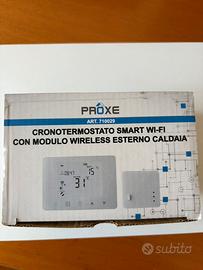 PROXE
ART. 710029
CRONOTERMOSTATO SMART WI-FI
CON MODULO WIRELESS ESTERNO CALDAIA
subito